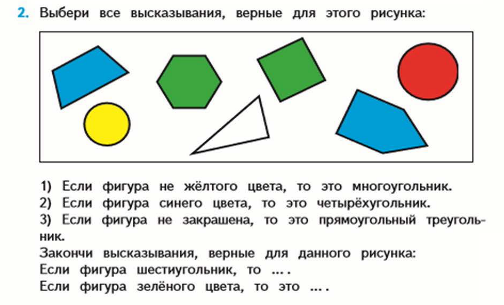 2. Выбери все высказывания, верные для этого рисунка:
1) Если фигура не жёлтого цвета, то это многоугольник.
2) Если фигура синего цвета, то это четырёхугольник.
3) Если фигура не закрашена, то это прямоугольный треуголь-
ник.
Закончи высказывания, верные для данного рисунка:
Если фигура шестиугольник, то ... .
Если фигура зелёного цвета, то это ... .